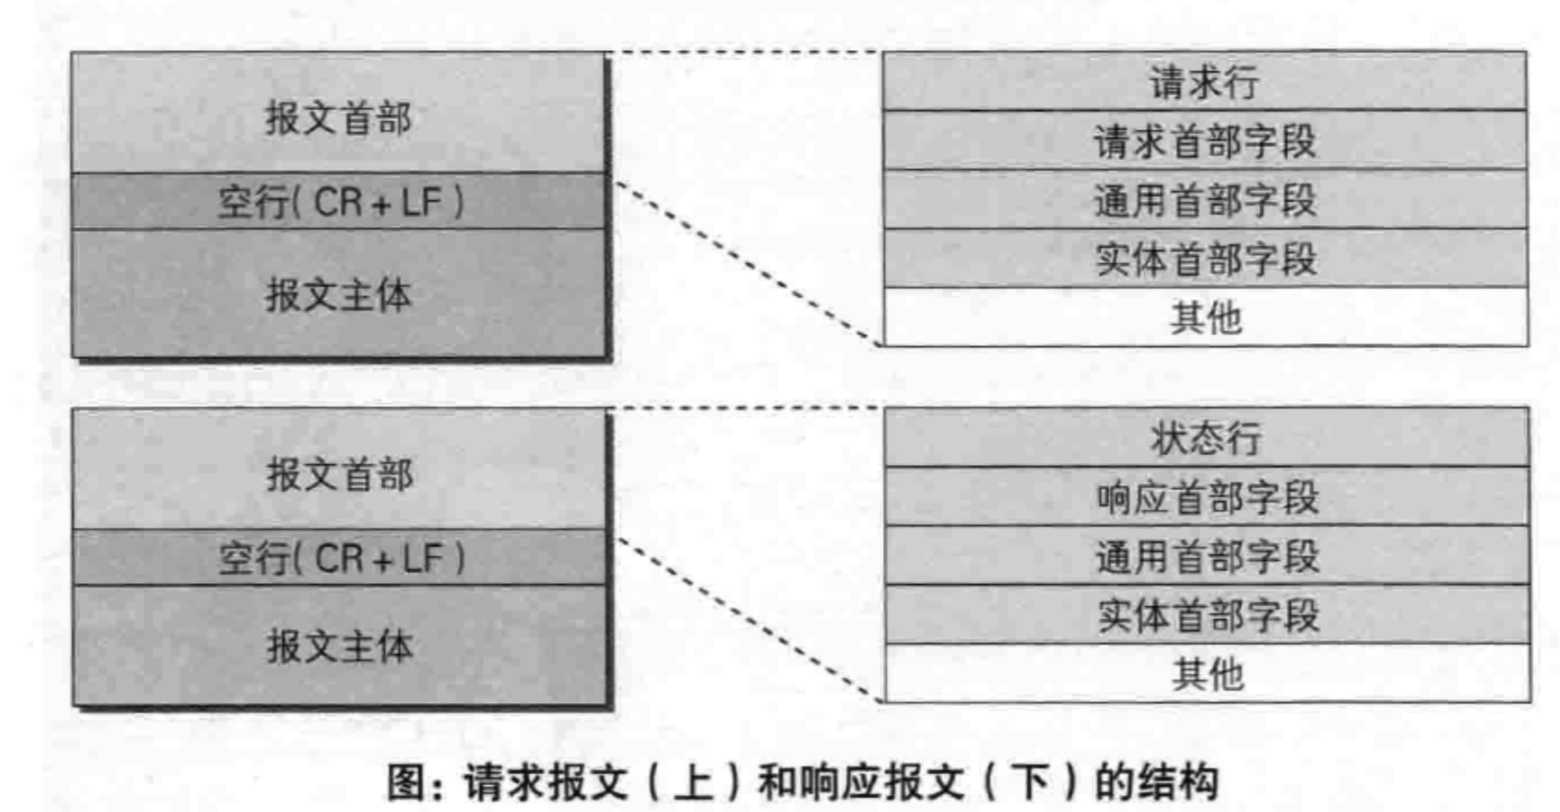 报文首部
空行(CR+LF)
报文主体
请求行
请求首部字段
通用首部字段
实体首部字段
其他
报文首部
空行(CR+LF)
报文主体
状态行
响应首部字段
通用首部字段
实体首部字段
其他
图：请求报文（上）和响应报文（下）的结构